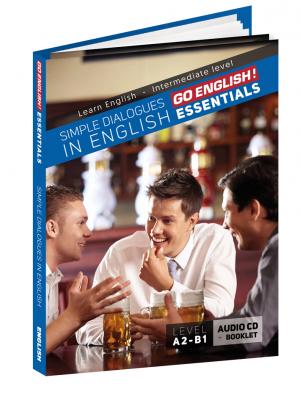 Learn English - Intermediate level
SIMPLE DIALOGUES GO ENGLISH!
IN ENGLISH ESSENTIALS
LEVEL
A2-B1
AUDIO CD
+ BOOKLET
GO ENGLISH!
ESSENTIALS
SIMPLE DIALOGUES IN ENGLISH
ENGLISH